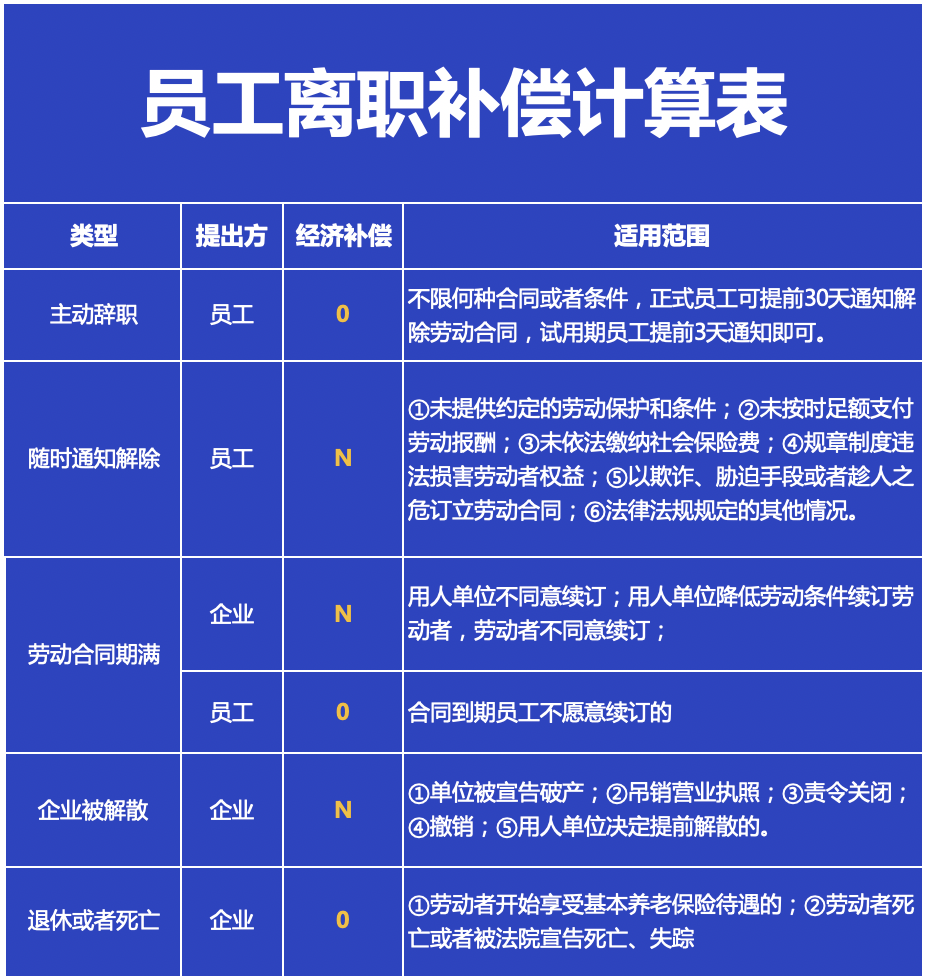 员工离职补偿计算表
类型 提出方 经济补偿 适用范围
主动辞职 员工 0
不限何种合同或者条件，正式员工可提前30天通知解
除劳动合同，试用期员工提前3天通知即可。
随时通知解除 员工 N
①未提供约定的劳动保护和条件；②未按时足额支付
劳动报酬；③未依法缴纳社会保险费；④规章制度违
法损害劳动者权益；⑤以欺诈、胁迫手段或者趁人之
危订立劳动合同；⑥法律法规规定的其他情况。
劳动合同期满
企业 N
用人单位不同意续订；用人单位降低劳动条件续订劳
动者，劳动者不同意续订；
员工 0 合同到期员工不愿意续订的
企业被解散 企业 N
①单位被宣告破产；②吊销营业执照；③责令关闭；
④撤销；⑤用人单位决定提前解散的。
退休或者死亡 企业 0
①劳动者开始享受基本养老保险待遇的；②劳动者死
亡或者被法院宣告死亡、失踪